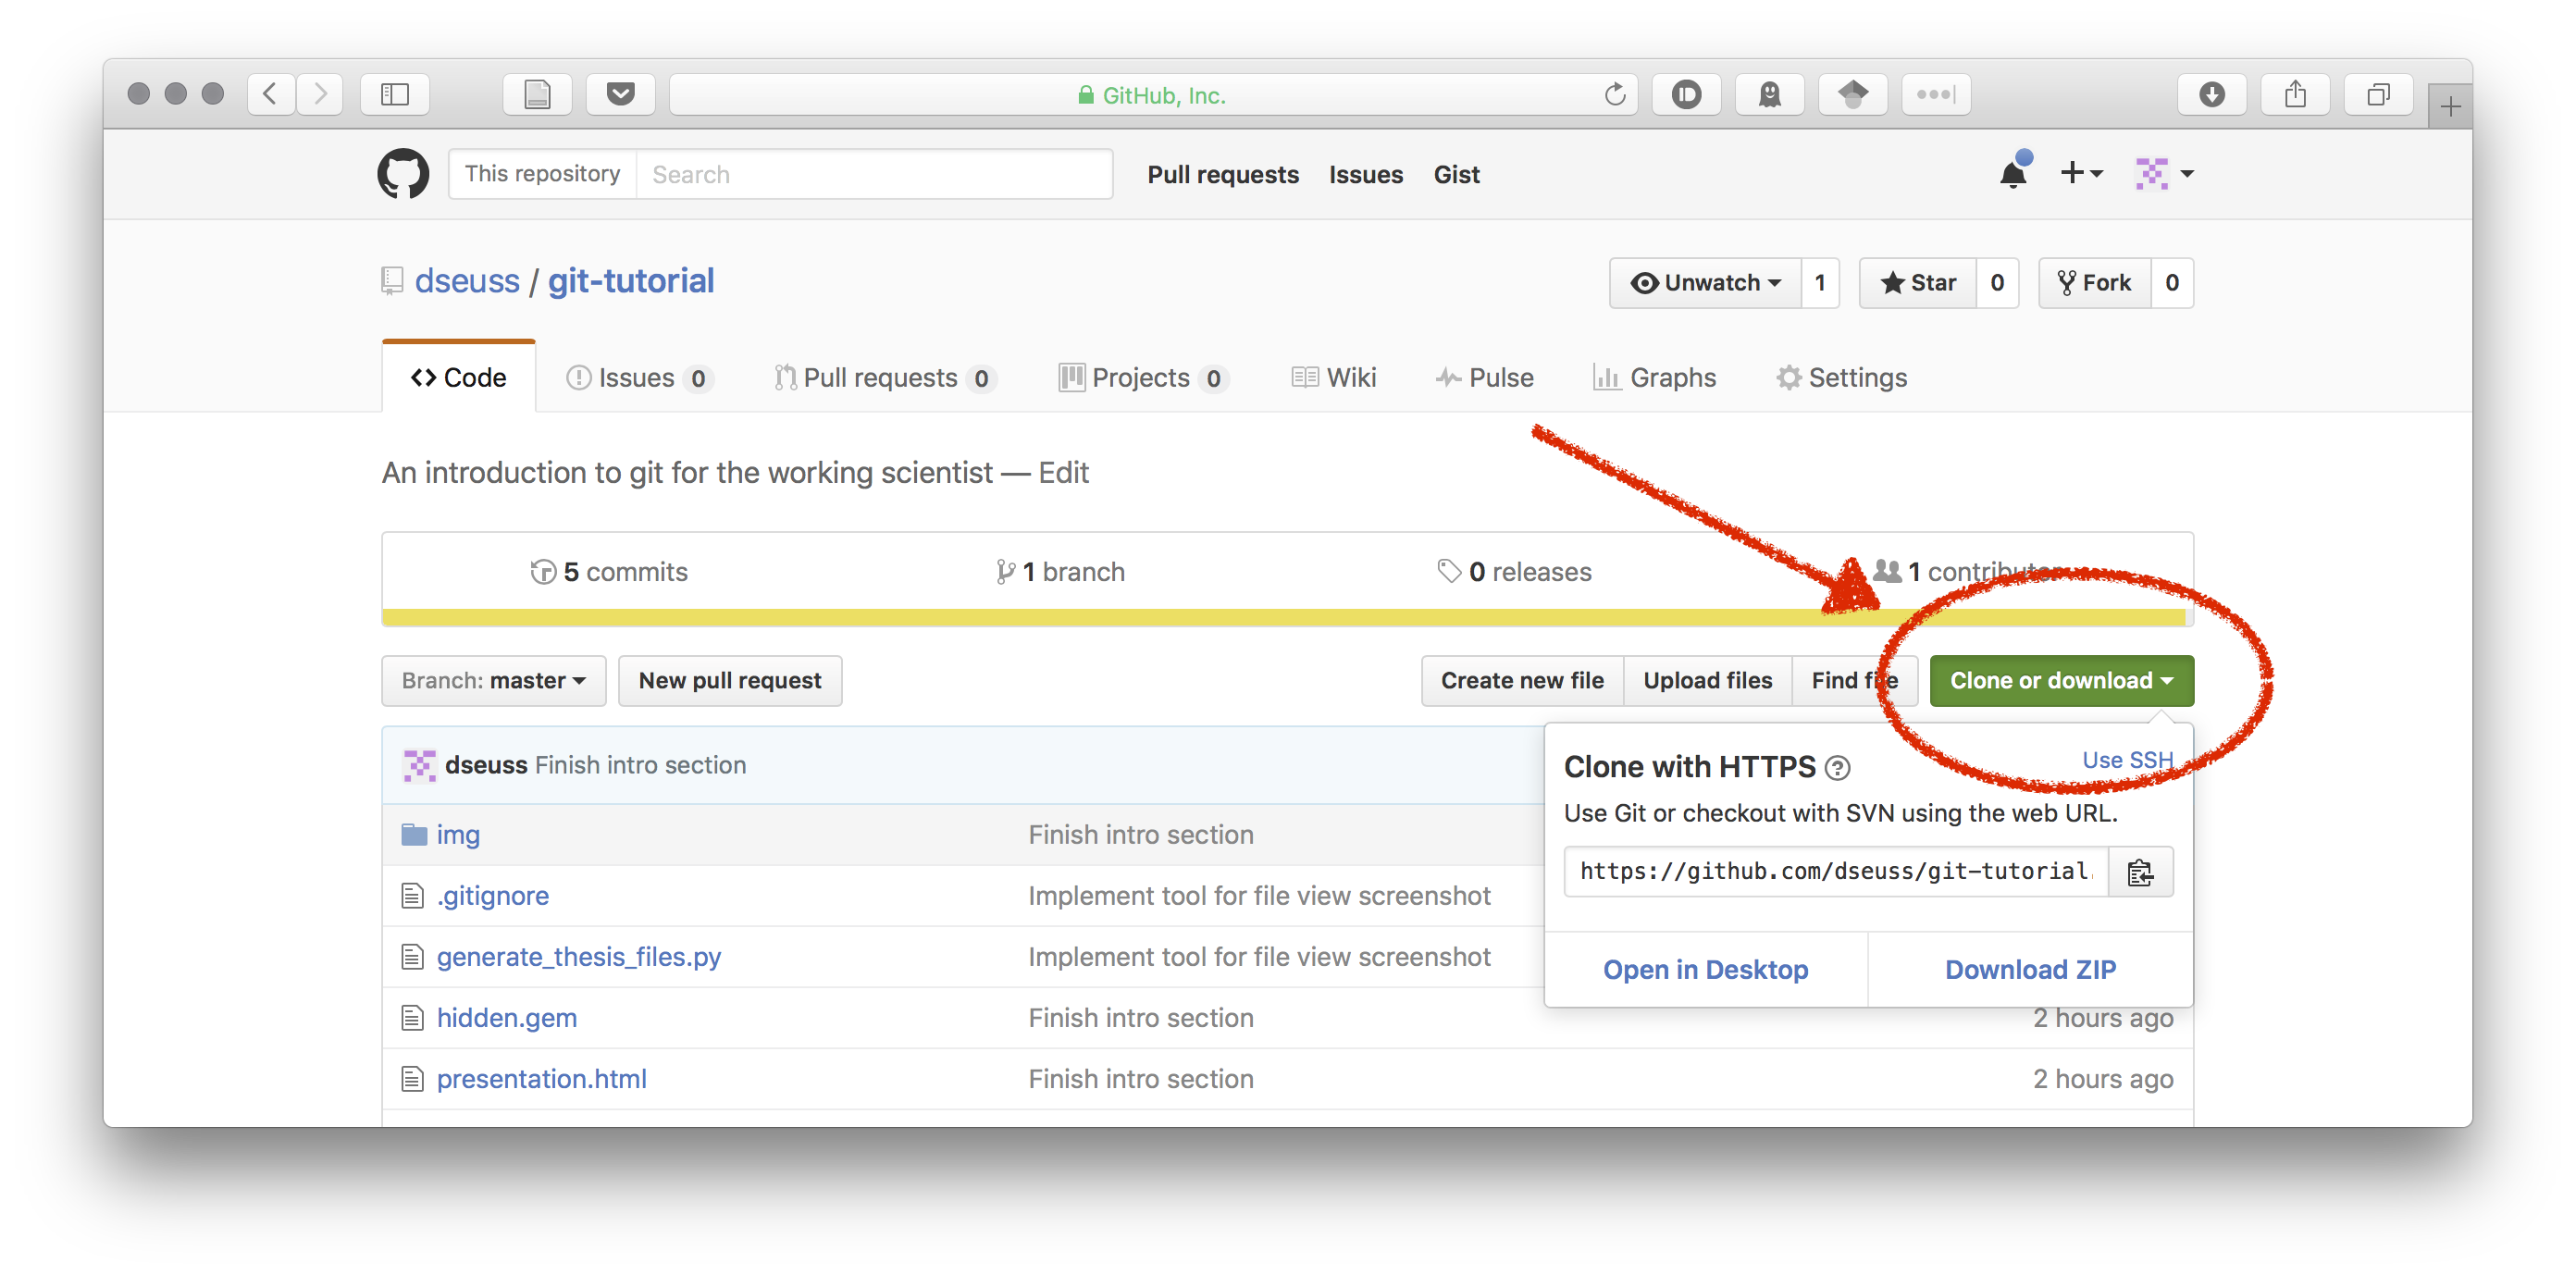 GitHub, Inc.
This repository Search Pull requests Issues Gist
dseuss / git-tutorial
Unwatch 1 Star 0 Fork 0
Code Issues 0 Pull requests 0 Projects 0 Wiki Pulse Graphs Settings
An introduction to git for the working scientist — Edit
5 commits 1 branch 0 releases 1 contributor
Branch: master New pull request Create new file Upload files Find file Clone or download
dseuss Finish intro section
Clone with HTTPS Use SSH
Use Git or checkout with SVN using the web URL.
https://github.com/dseuss/git-tutorial.
Open in Desktop Download ZIP
img Finish intro section
.gitignore Implement tool for file view screenshot
generate_thesis_files.py Implement tool for file view screenshot
hidden.gem Finish intro section 2 hours ago
presentation.html Finish intro section 2 hours ago